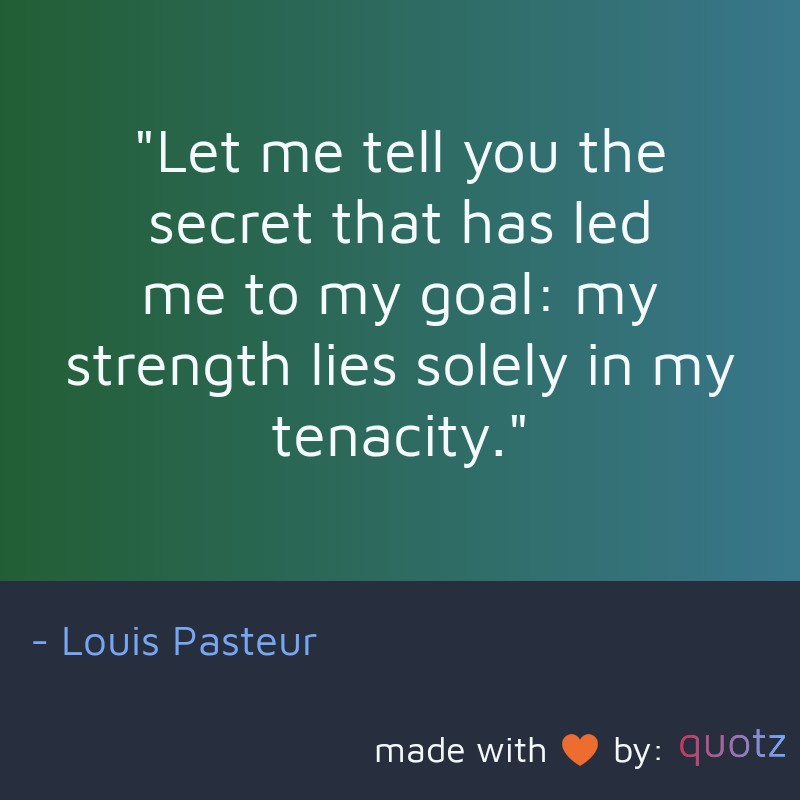 "Let me tell you the
secret that has led
me to my goal: my
strength lies solely in my
tenacity."
- Louis Pasteur
made with 🧡 by: quotz